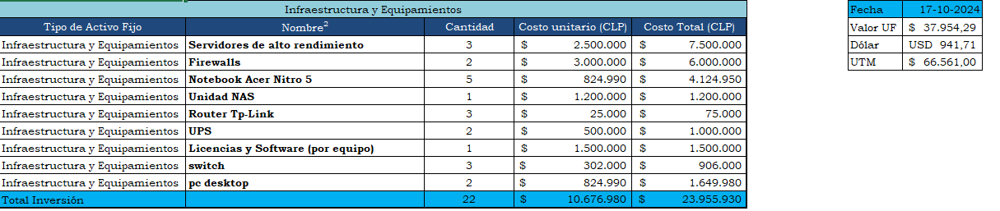 Infraestructura y Equipamientos
Tipo de Activo Fijo Nombre2 Cantidad Costo unitario (CLP) Costo Total (CLP)
Infraestructura y Equipamientos Servidores de alto rendimiento 3 $ 2.500.000 $ 7.500.000
Infraestructura y Equipamientos Firewalls 2 $ 3.000.000 $ 6.000.000
Infraestructura y Equipamientos Notebook Acer Nitro 5 5 $ 824.990 $ 4.124.950
Infraestructura y Equipamientos Unidad NAS 1 $ 1.200.000 $ 1.200.000
Infraestructura y Equipamientos Router Tp-Link 3 $ 25.000 $ 75.000
Infraestructura y Equipamientos UPS 2 $ 500.000 $ 1.000.000
Infraestructura y Equipamientos Licencias y Software (por equipo) 1 $ 1.500.000 $ 1.500.000
Infraestructura y Equipamientos switch 3 $ 302.000 $ 906.000
Infraestructura y Equipamientos pc desktop 2 $ 824.990 $ 1.649.980
Total Inversión 22 $ 10.676.980 $ 23.955.930
Fecha 17-10-2024
Valor UF $ 37.954,29
Dólar USD 941,71
UTM $ 66.561,00